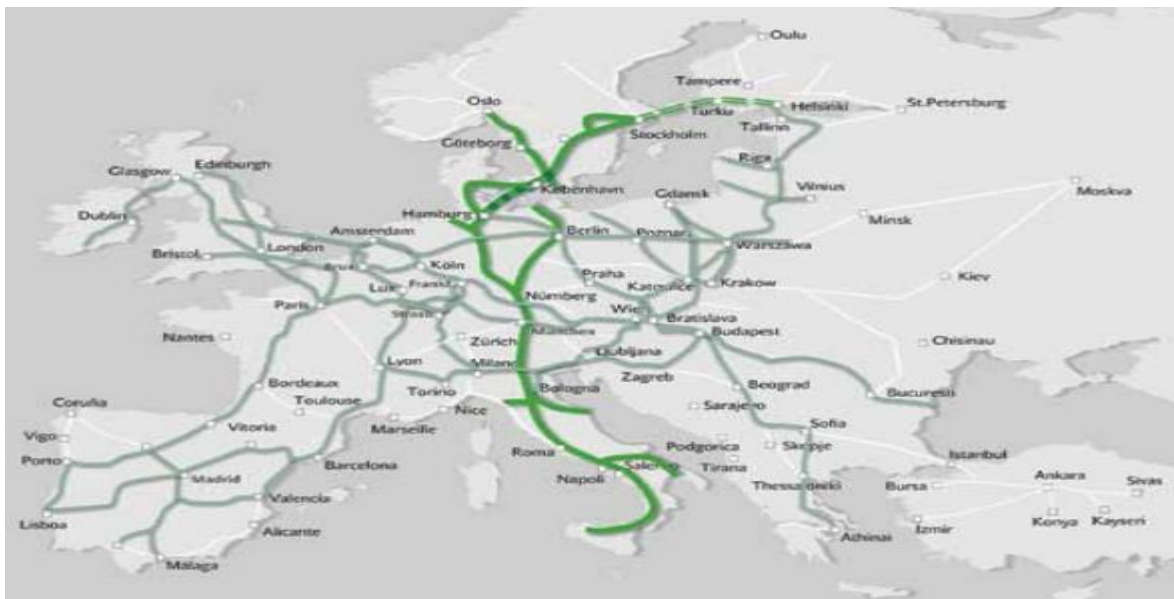 Oulu
Tampere
Oslo
Turku
Helsinki
St.Petersburg
Stockholm
Tallinn
Göteborg
Riga
Edinburgh
Glasgow
København
Gdansk
Vilnius
Moskva
Dublin
Hamburg
Minsk
Amsterdam
Berlin
Poznan
Warszawa
London
Bristol
Köln
Praha
Katowice
Krakow
Kiev
Lux
Paris
Nürnberg
Wien
Bratislava
Strasb
Nantes
Zürich
München
Budapest
Chisinau
Ljubljana
Lyon
Milano
Zagreb
Beograd
Bordeaux
Torino
Bologna
Bucuresti
Coruña
Toulouse
Nice
Sarajevo
Vigo
Vitoria
Marseille
Sofia
Porto
Roma
Podgorica
Skopje
Istanbul
Barcelona
Salerno
Tirana
Ankara
Madrid
Napoli
Bursa
Sivas
Valencia
Lisboa
Izmir
Konya
Kayseri
Alicante
Athinai
Málaga